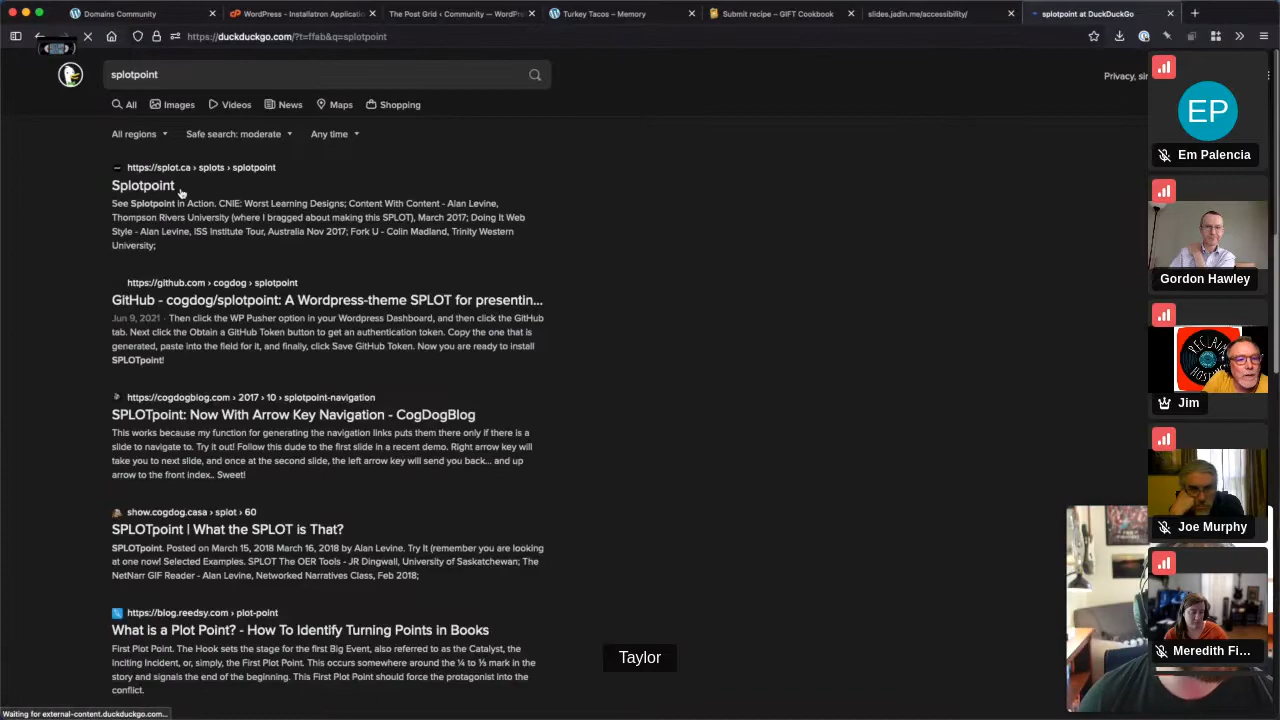 Domains Community
WordPress - Installatron Applicati
The Post Grid ‹ Community — WordPr
Turkey Tacos – Memory
Submit recipe – GIFT Cookbook
slides.jadin.me/accessibility/
splotpoint at DuckDuckGo
https://duckduckgo.com/?t=ffab&q=splotpoint
splotpoint
Privacy, sim
All
Images
Videos
News
Maps
Shopping
All regions
Safe search: moderate
Any time
https://splot.ca › splots › splotpoint
Splotpoint
See Splotpoint in Action. CNIE: Worst Learning Designs; Content With Content - Alan Levine,
Thompson Rivers University (where I bragged about making this SPLOT), March 2017; Doing It Web
Style - Alan Levine, ISS Institute Tour, Australia Nov 2017; Fork U - Colin Madland, Trinity Western
University;
https://github.com › cogdog › splotpoint
GitHub - cogdog/splotpoint: A Wordpress-theme SPLOT for presentin...
Jun 9, 2021 · Then click the WP Pusher option in your Wordpress Dashboard, and then click the GitHub
tab. Next click the Obtain a GitHub Token button to get an authentication token. Copy the one that is
generated, paste into the field for it, and finally, click Save GitHub Token. Now you are ready to install
SPLOTpoint!
https://cogdogblog.com › 2017 › 10 › splotpoint-navigation
SPLOTpoint: Now With Arrow Key Navigation - CogDogBlog
This works because my function for generating the navigation links puts them there only if there is a
slide to navigate to. Try it out! Follow this dude to the first slide in a recent demo. Right arrow key will
take you to next slide, and once at the second slide, the left arrow key will send you back... and up
arrow to the front index.. Sweet!
show.cogdog.casa › splot › 60
SPLOTpoint | What the SPLOT is That?
SPLOTpoint. Posted on March 15, 2018 March 16, 2018 by Alan Levine. Try It (remember you are looking
at one now! Selected Examples. SPLOT The OER Tools - JR Dingwall, University of Saskatchewan; The
NetNarr GIF Reader - Alan Levine, Networked Narratives Class, Feb 2018;
https://blog.reedsy.com › plot-point
What is a Plot Point? - How To Identify Turning Points in Books
First Plot Point. The Hook sets the stage for the first Big Event, also referred to as the Catalyst, the
inciting Incident, or, simply, the First Plot Point. This occurs somewhere around the ¼ to ⅓ mark in the
story and signals the end of the beginning. This First Plot Point should force the protagonist into the
conflict.
Waiting for external-content.duckduckgo.com...
Taylor
EP
Em Palencia
Gordon Hawley
RECLAIM
HOSTING
Jim
Joe Murphy
Meredith Fi...